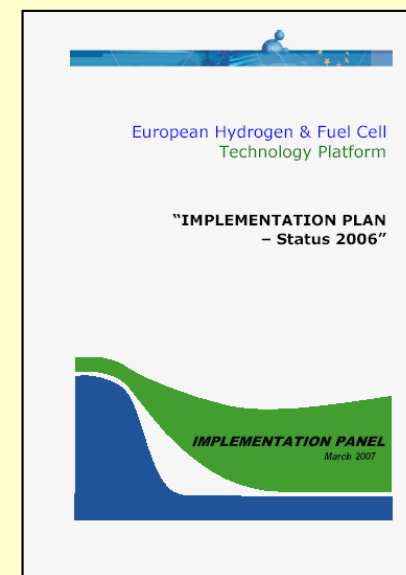 European Hydrogen & Fuel Cell
Technology Platform
“IMPLEMENTATION PLAN
– Status 2006”
IMPLEMENTATION PANEL
March 2007